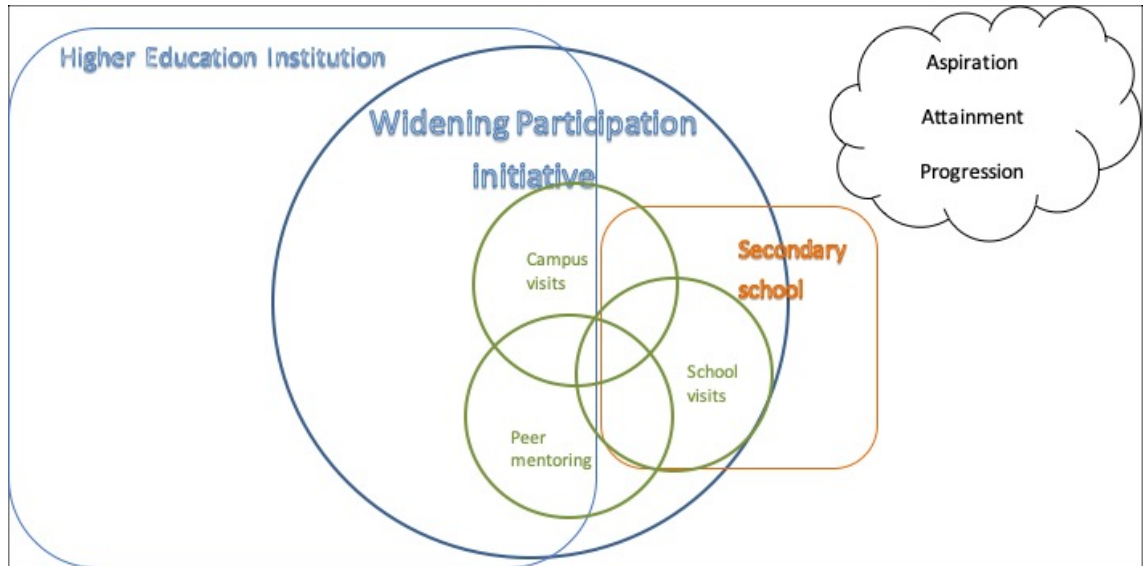 Higher Education Institution
Widening Participation
initiative
Aspiration
Attainment
Progression
Campus
visits
Secondary
school
School
visits
Peer
mentoring